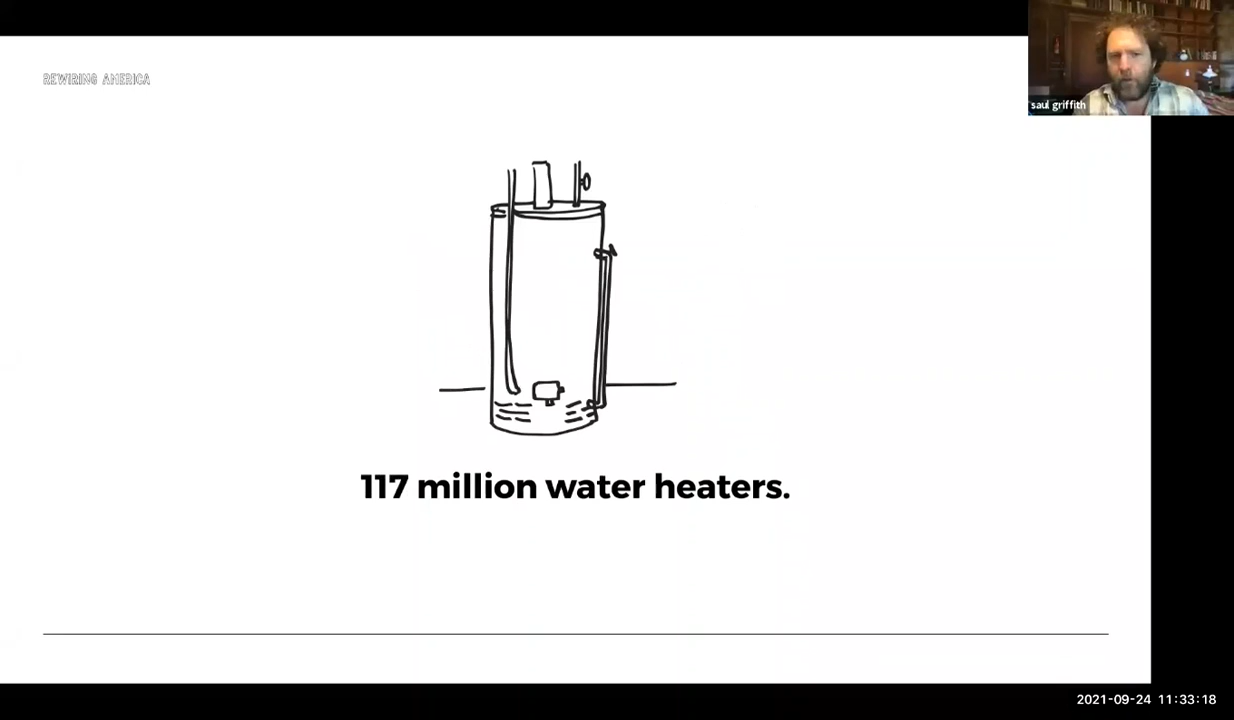 REWIRING AMERICA
saul griffith
117 million water heaters.
2021-09-24 11:33:18